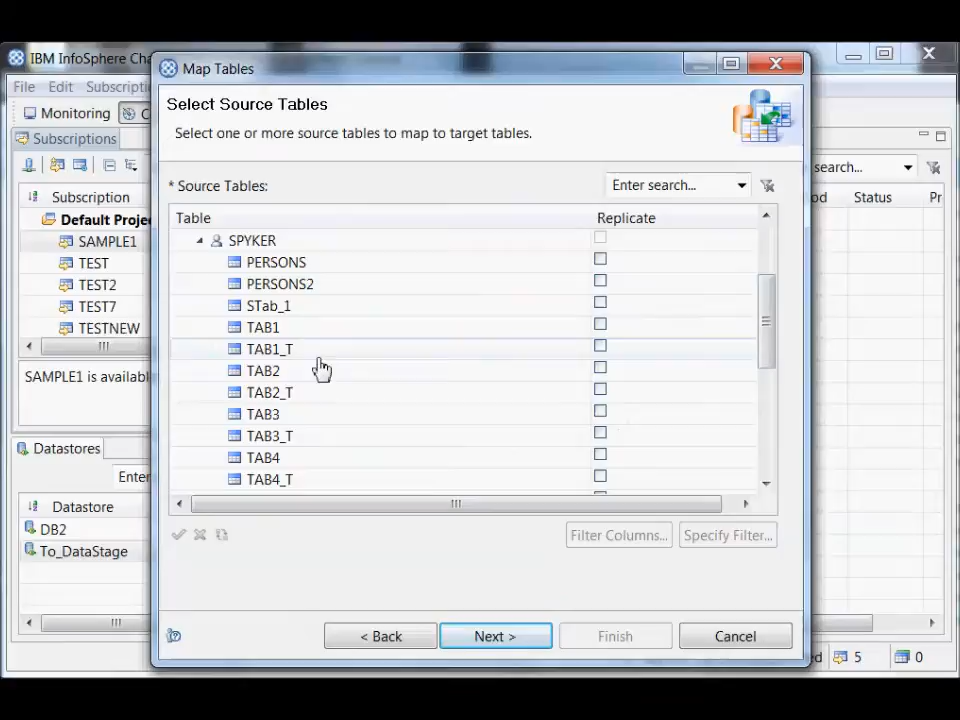 IBM InfoSphere Cha
Map Tables
File Edit Subscripti
Select Source Tables
Monitoring C
Select one or more source tables to map to target tables.
Subscriptions
* Source Tables:
Enter search...
search...
Subscription
Table
Replicate
od
Status
Pr
Default Proje
SPYKER
SAMPLE1
PERSONS
TEST
PERSONS2
TEST2
STab_1
TEST7
TAB1
TESTNEW
TAB1_T
TAB2
SAMPLE1 is availab
TAB2_T
TAB3
TAB3_T
Datastores
TAB4
Enter
TAB4_T
Datastore
DB2
Filter Columns...
Specify Filter...
To_DataStage
< Back
Next >
Finish
Cancel
d
5
0